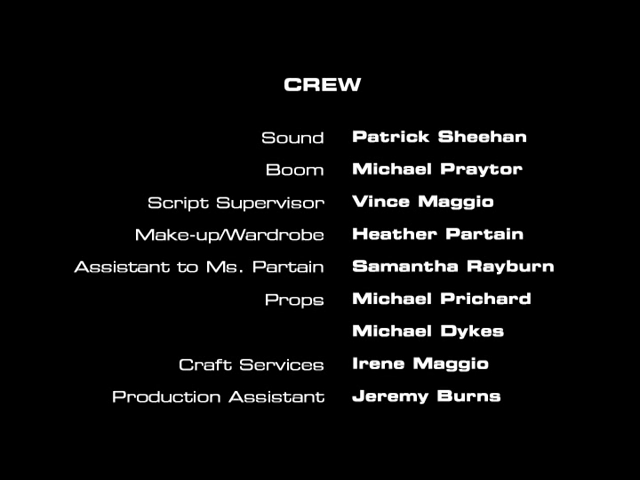 CREW
Sound Patrick Sheehan
Boom Michael Praytor
Script Supervisor Vince Maggio
Make-up/Wardrobe Heather Partain
Assistant to Ms. Partain Samantha Rayburn
Props Michael Prichard
Michael Dykes
Craft Services Irene Maggio
Production Assistant Jeremy Burns